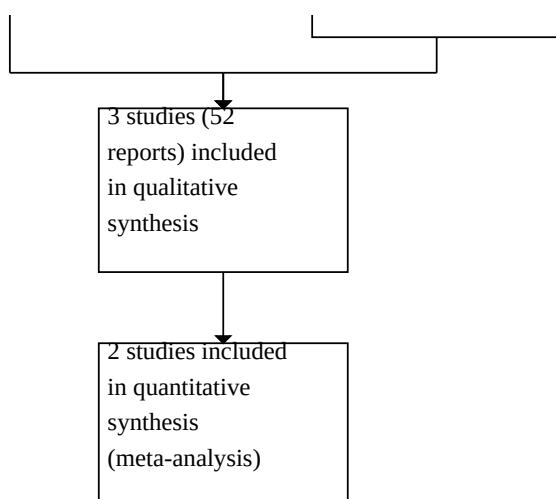 3 studies (52
reports) included
in qualitative
synthesis
2 studies included
in quantitative
synthesis
(meta-analysis)